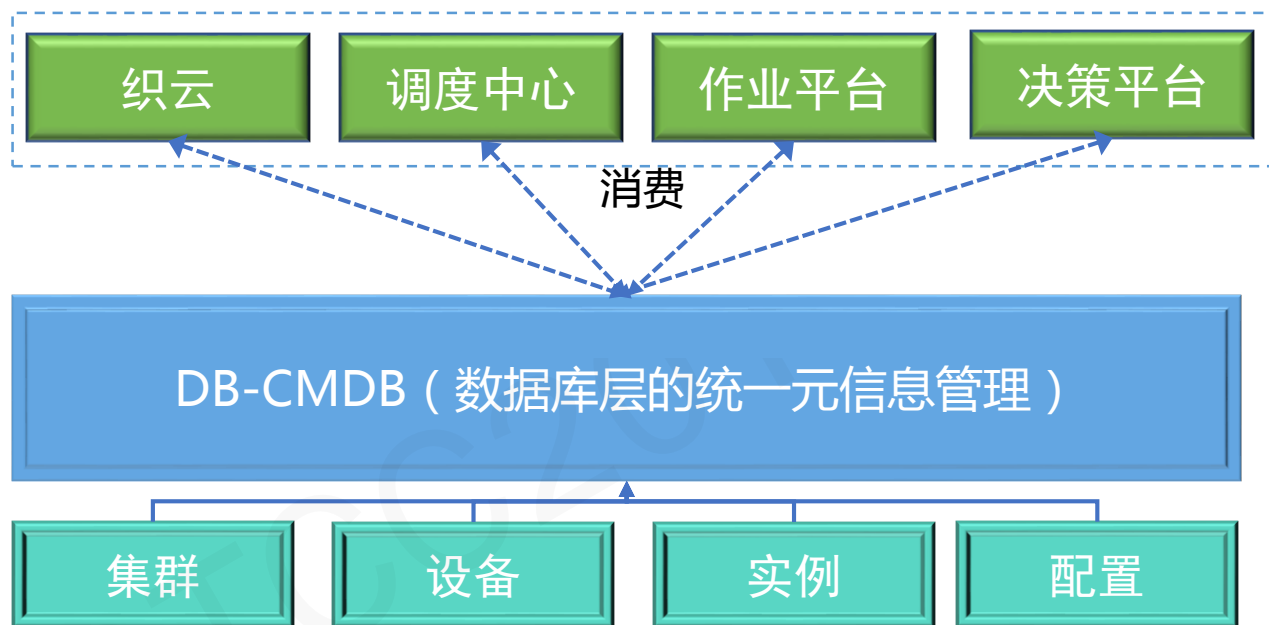 织云
调度中心
作业平台
决策平台
消费
DB-CMDB（数据库层的统一元信息管理）
集群
设备
实例
配置